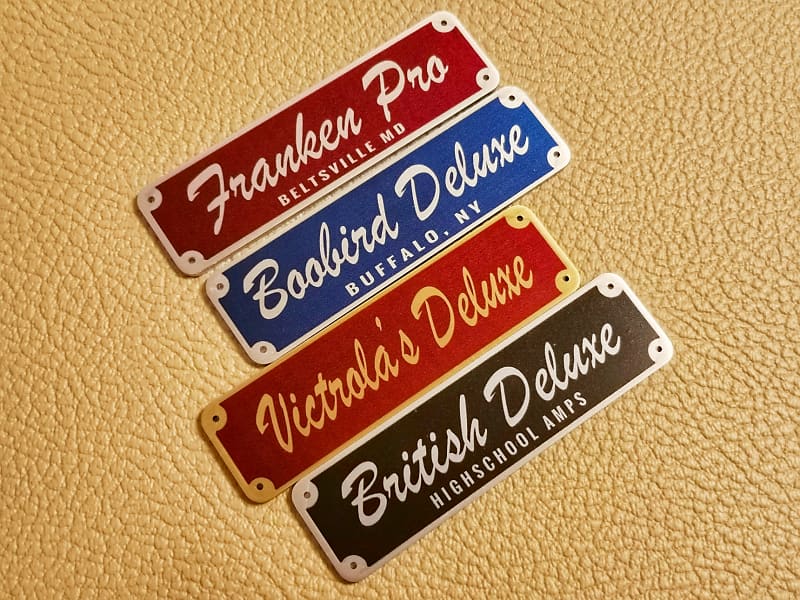 Franken Pro
BELTSVILLE MD
Boobird Deluxe
BUFFALO, NY
Victrola's Deluxe
British Deluxe
HIGHSCHOOL AMPS